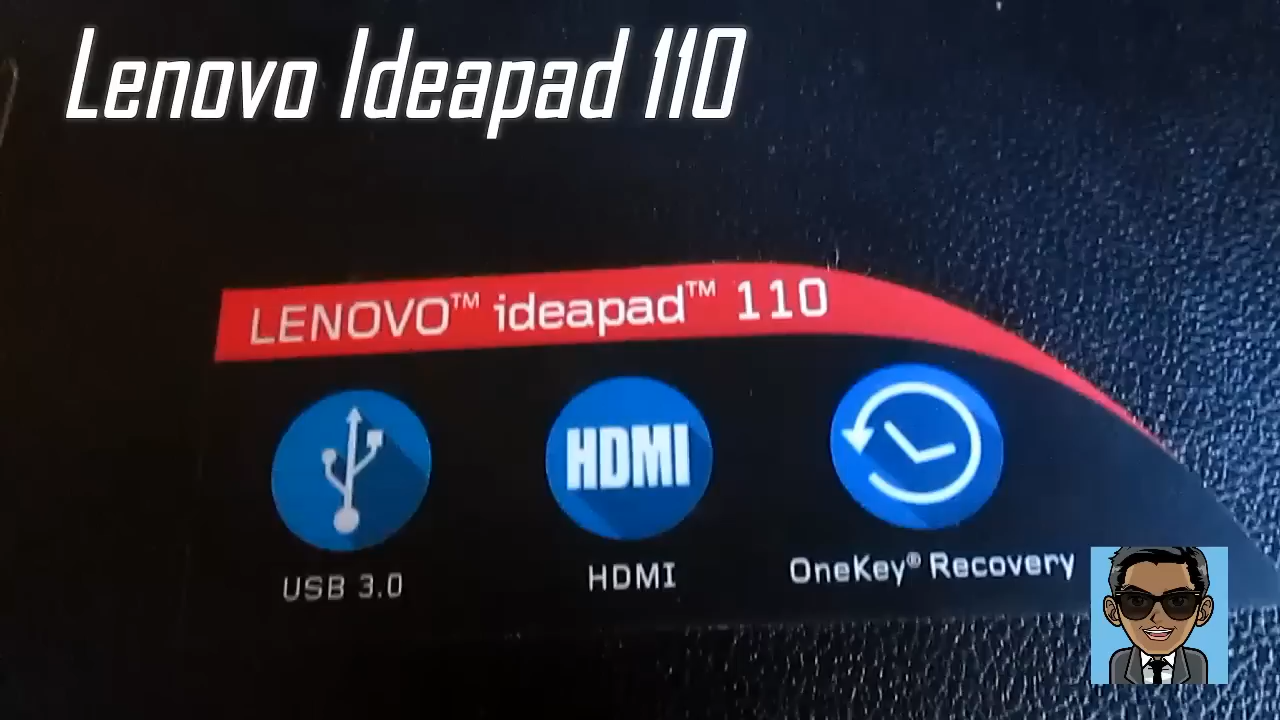 Lenovo Ideapad 110
LENOVO™ ideapad™ 110
HDMI
USB 3.0
HDMI
OneKey® Recovery